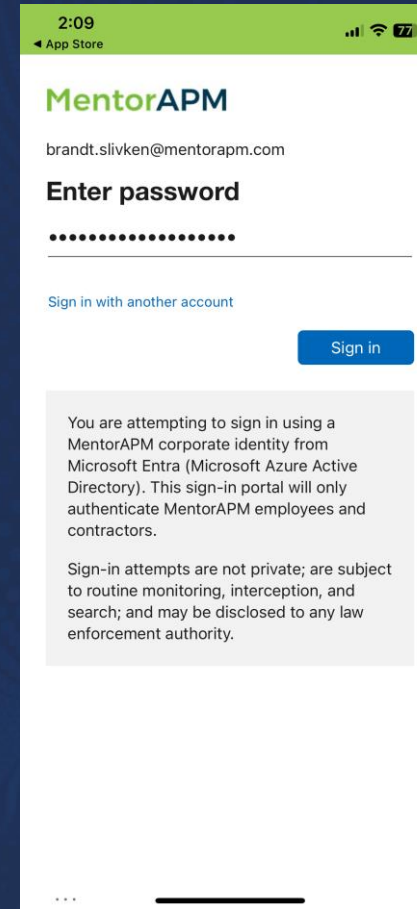 2:09
◀ App Store
77
MentorAPM
brandt.slivken@mentorapm.com
Enter password
•••••••••••••••••••
Sign in with another account
Sign in
You are attempting to sign in using a
MentorAPM corporate identity from
Microsoft Entra (Microsoft Azure Active
Directory). This sign-in portal will only
authenticate MentorAPM employees and
contractors.
Sign-in attempts are not private; are subject
to routine monitoring, interception, and
search; and may be disclosed to any law
enforcement authority.
...